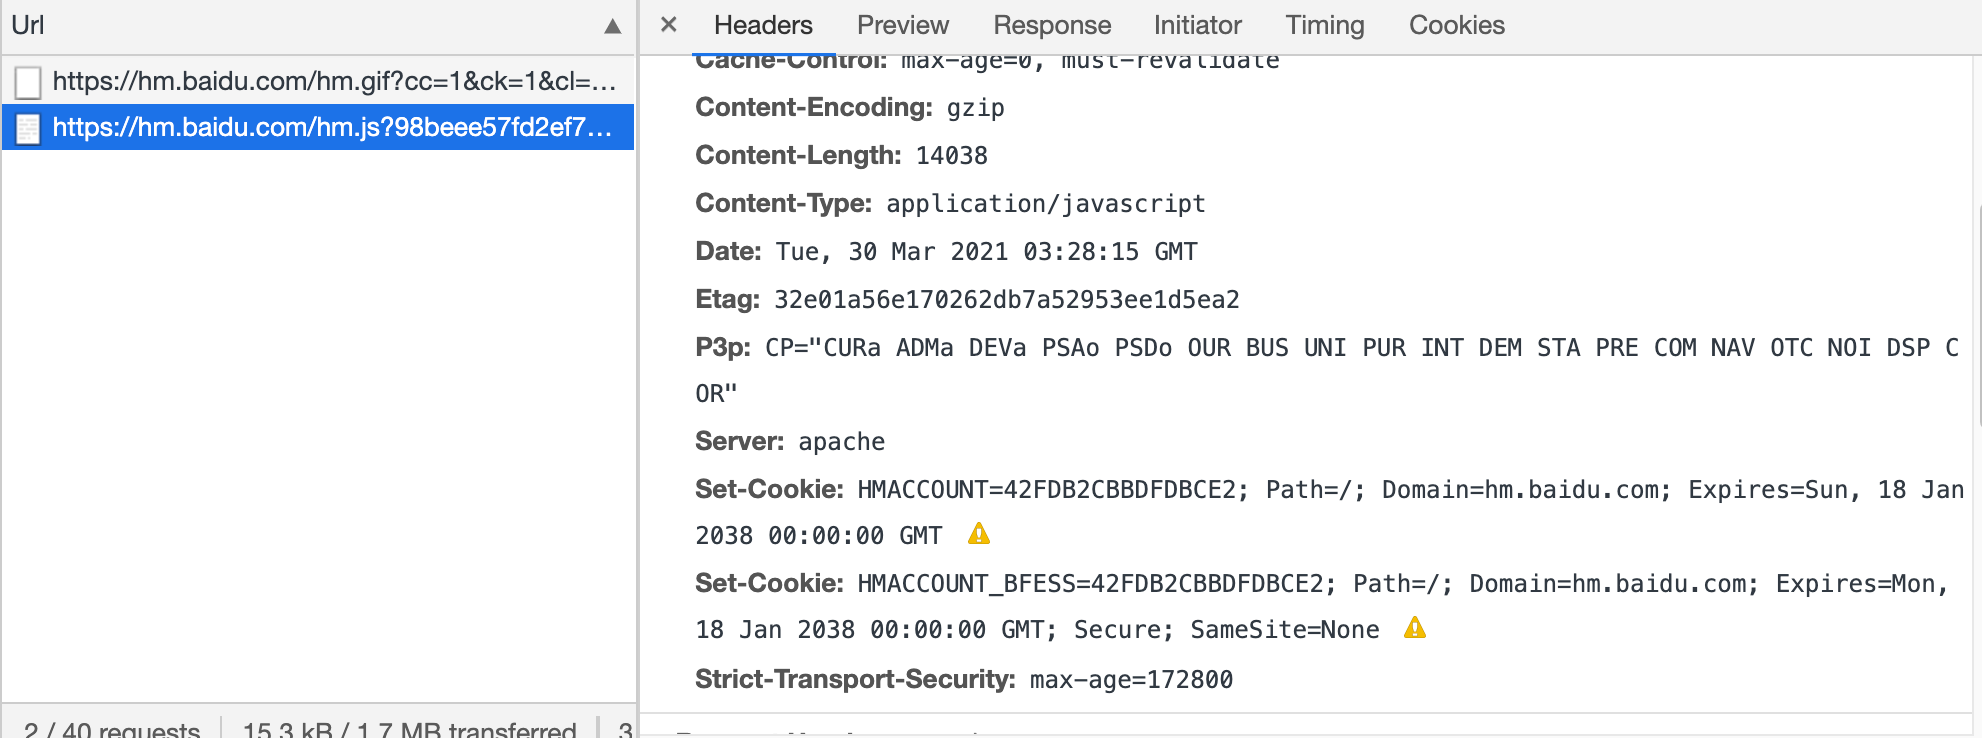 Url ▲
https://hm.baidu.com/hm.gif?cc=1&ck=1&cl=...
https://hm.baidu.com/hm.js?98beee57fd2ef7...
2 / 40 requests 15.3 kB / 1.7 MB transferred 3
× Headers Preview Response Initiator Timing Cookies
Cache-Control: max-age=0, must-revalidate
Content-Encoding: gzip
Content-Length: 14038
Content-Type: application/javascript
Date: Tue, 30 Mar 2021 03:28:15 GMT
Etag: 32e01a56e170262db7a52953ee1d5ea2
P3p: CP="CURa ADMa DEVa PSAo PSDo OUR BUS UNI PUR INT DEM STA PRE COM NAV OTC NOI DSP C
OR"
Server: apache
Set-Cookie: HMACCOUNT=42FDB2CBBDFDBCE2; Path=/; Domain=hm.baidu.com; Expires=Sun, 18 Jan
2038 00:00:00 GMT
Set-Cookie: HMACCOUNT_BFESS=42FDB2CBBDFDBCE2; Path=/; Domain=hm.baidu.com; Expires=Mon,
18 Jan 2038 00:00:00 GMT; Secure; SameSite=None
Strict-Transport-Security: max-age=172800